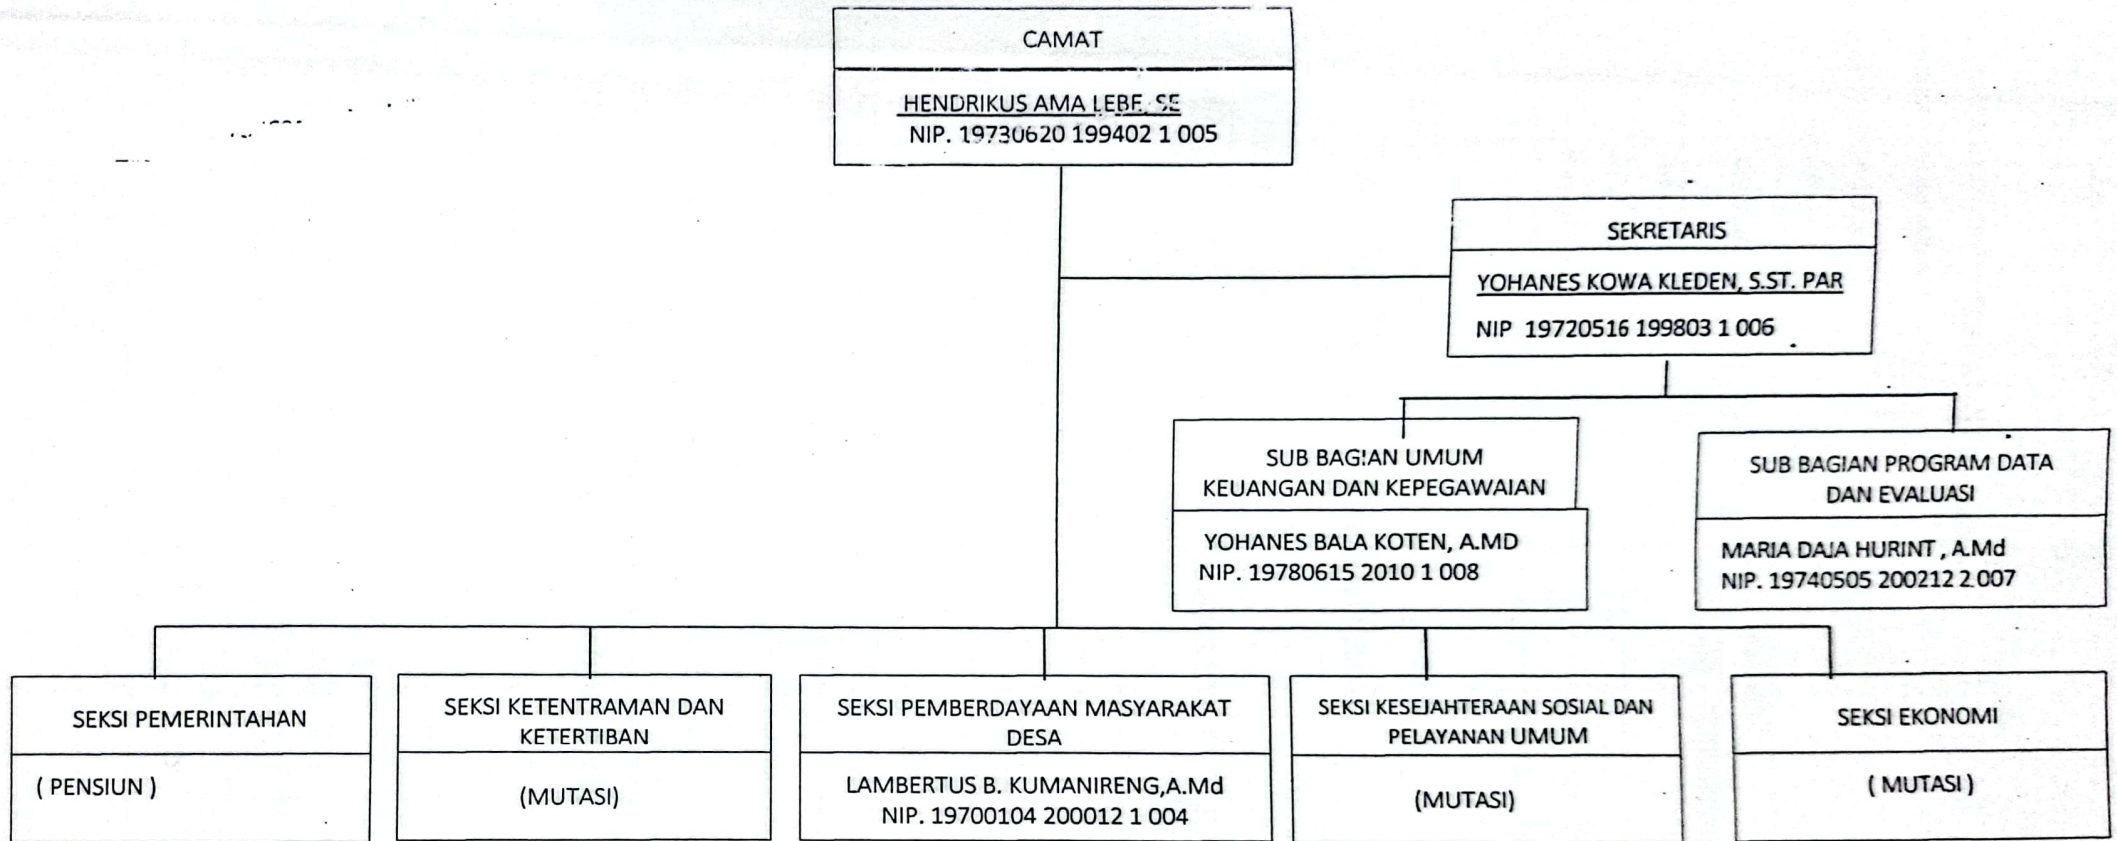 CAMAT
HENDRIKUS AMA LEBE, SE
NIP. 19730620 199402 1 005
SEKRETARIS
YOHANES KOWA KLEDEN, S.ST. PAR
NIP 19720516 199803 1 006
SUB BAGIAN UMUM
KEUANGAN DAN KEPEGAWAIAN
YOHANES BALA KOTEN, A.MD
NIP. 19780615 2010 1 008
SUB BAGIAN PROGRAM DATA
DAN EVALUASI
MARIA DAJA HURINT , A.Md
NIP. 19740505 200212 2 007
SEKSI PEMERINTAHAN
( PENSIUN )
SEKSI KETENTRAMAN DAN
KETERTIBAN
(MUTASI)
SEKSI PEMBERDAYAAN MASYARAKAT
DESA
LAMBERTUS B. KUMANIRENG,A.Md
NIP. 19700104 200012 1 004
SEKSI KESEJAHTERAAN SOSIAL DAN
PELAYANAN UMUM
(MUTASI)
SEKSI EKONOMI
( MUTASI )